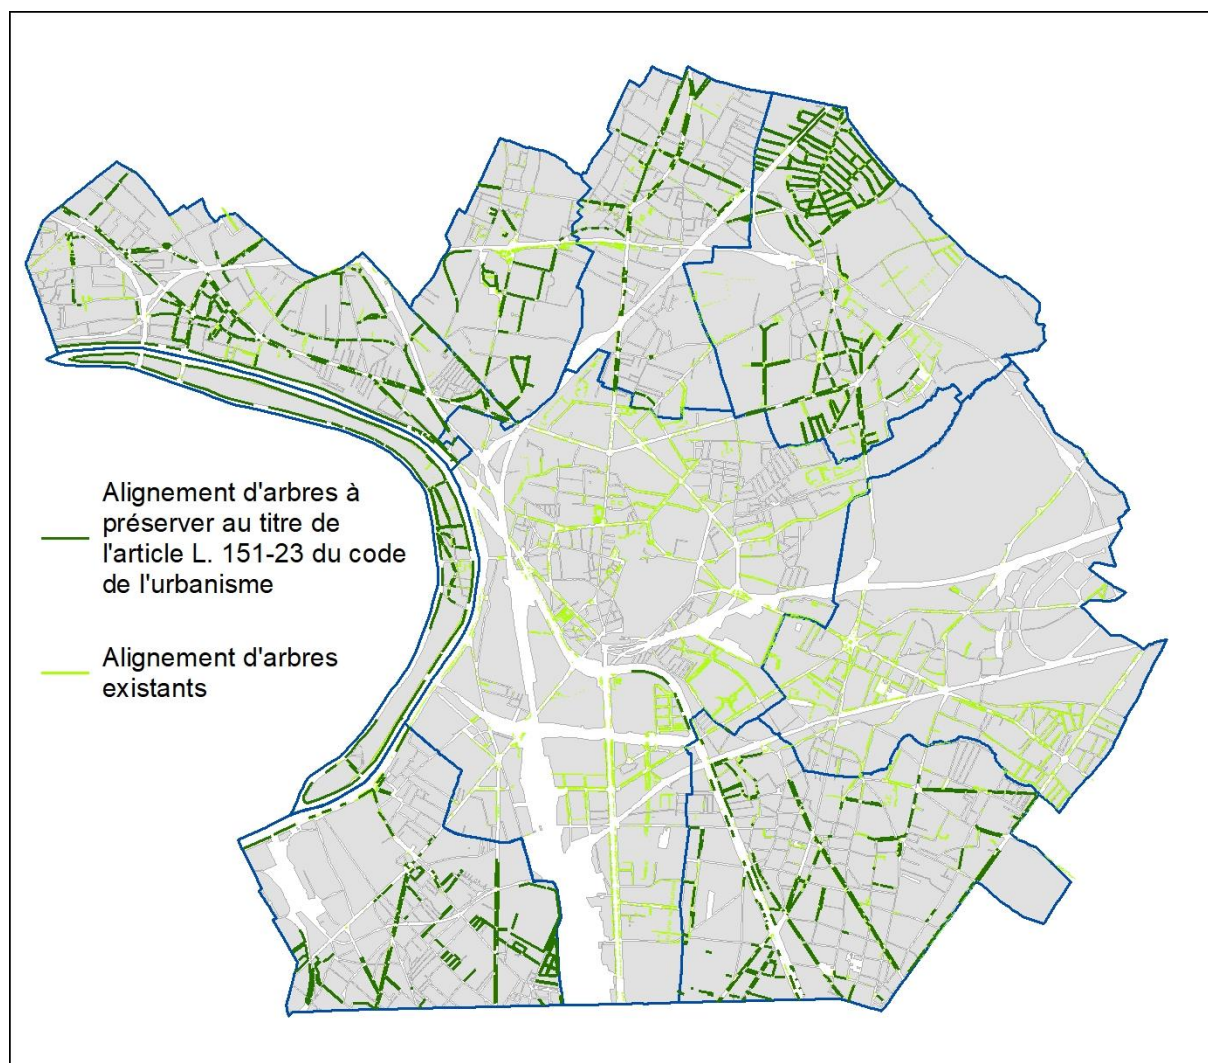 Alignement d'arbres à
préserver au titre de
l'article L. 151-23 du code
de l'urbanisme
Alignement d'arbres
existants